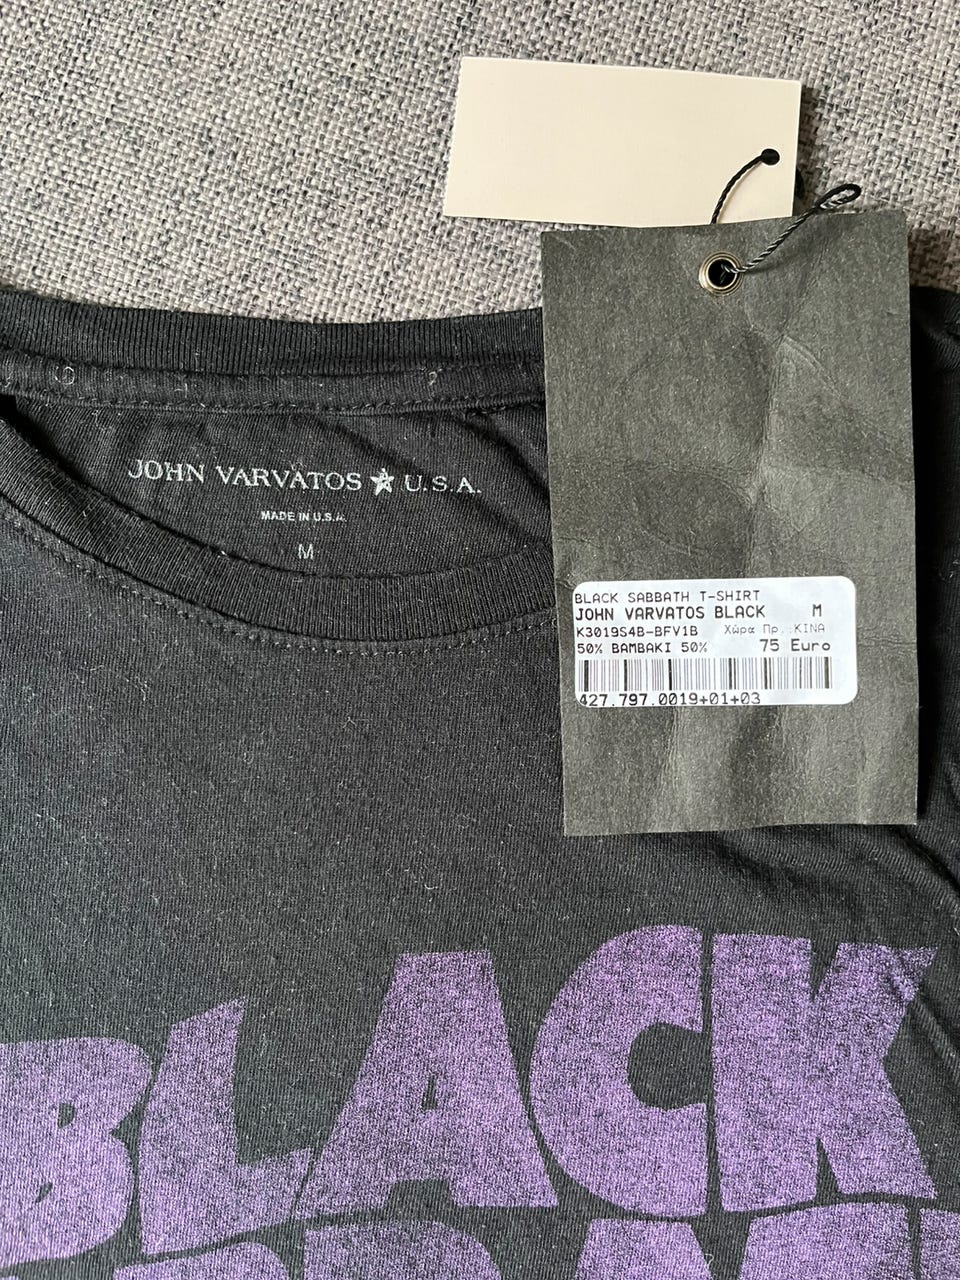 JOHN VARVATOS ★ U.S.A.
MADE IN U.S.A.
M
BLACK SABBATH T-SHIRT
JOHN VARVATOS BLACK M
K3019S4B-BFV1B Χώρα Πρ.:KINA
50% BAMBAKI 50% 75 Euro
427.797.0019+01+03
BLACK